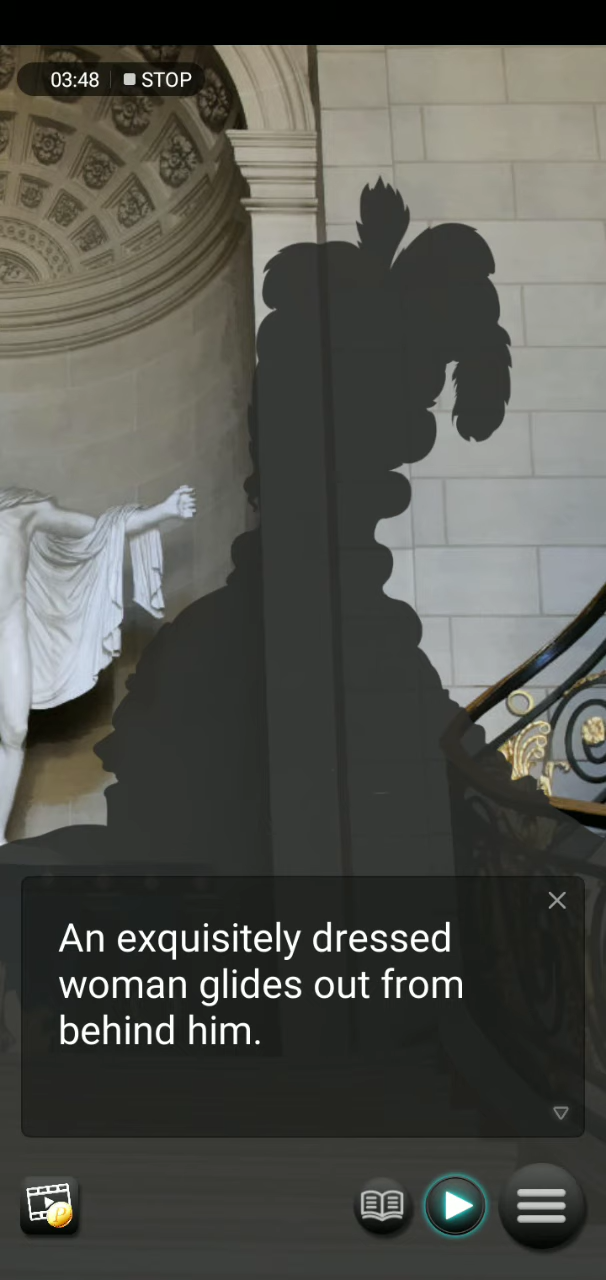 03:48 STOP
An exquisitely dressed
woman glides out from
behind him.
P